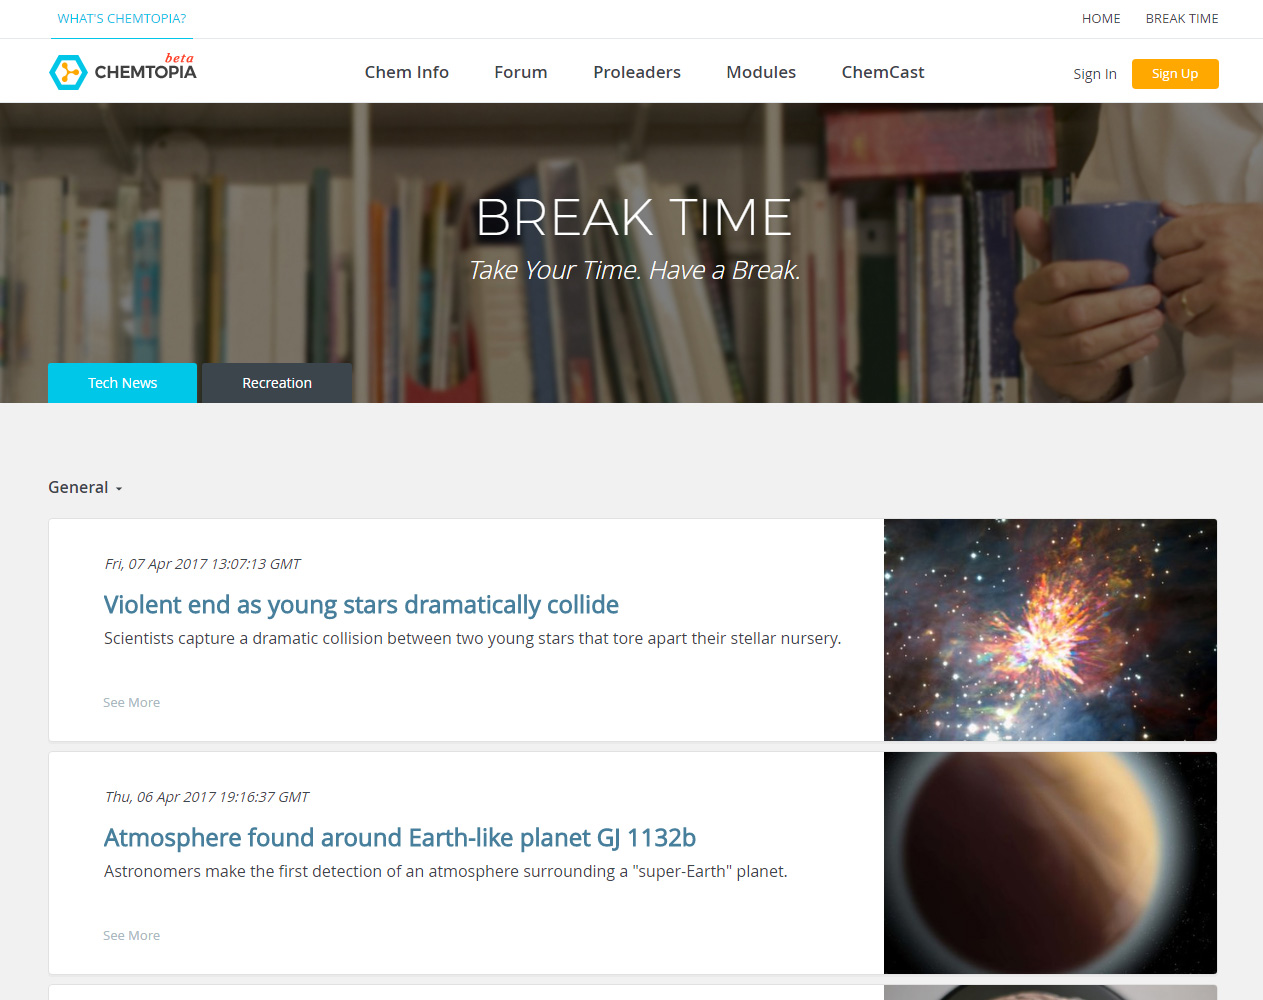 WHAT'S CHEMTOPIA?
HOME
BREAK TIME
CHEMTOPIA
beta
Chem Info
Forum
Proleaders
Modules
ChemCast
Sign In
Sign Up
BREAK TIME
Take Your Time. Have a Break.
Tech News
Recreation
General
Fri, 07 Apr 2017 13:07:13 GMT
Violent end as young stars dramatically collide
Scientists capture a dramatic collision between two young stars that tore apart their stellar nursery.
See More
Thu, 06 Apr 2017 19:16:37 GMT
Atmosphere found around Earth-like planet GJ 1132b
Astronomers make the first detection of an atmosphere surrounding a "super-Earth" planet.
See More